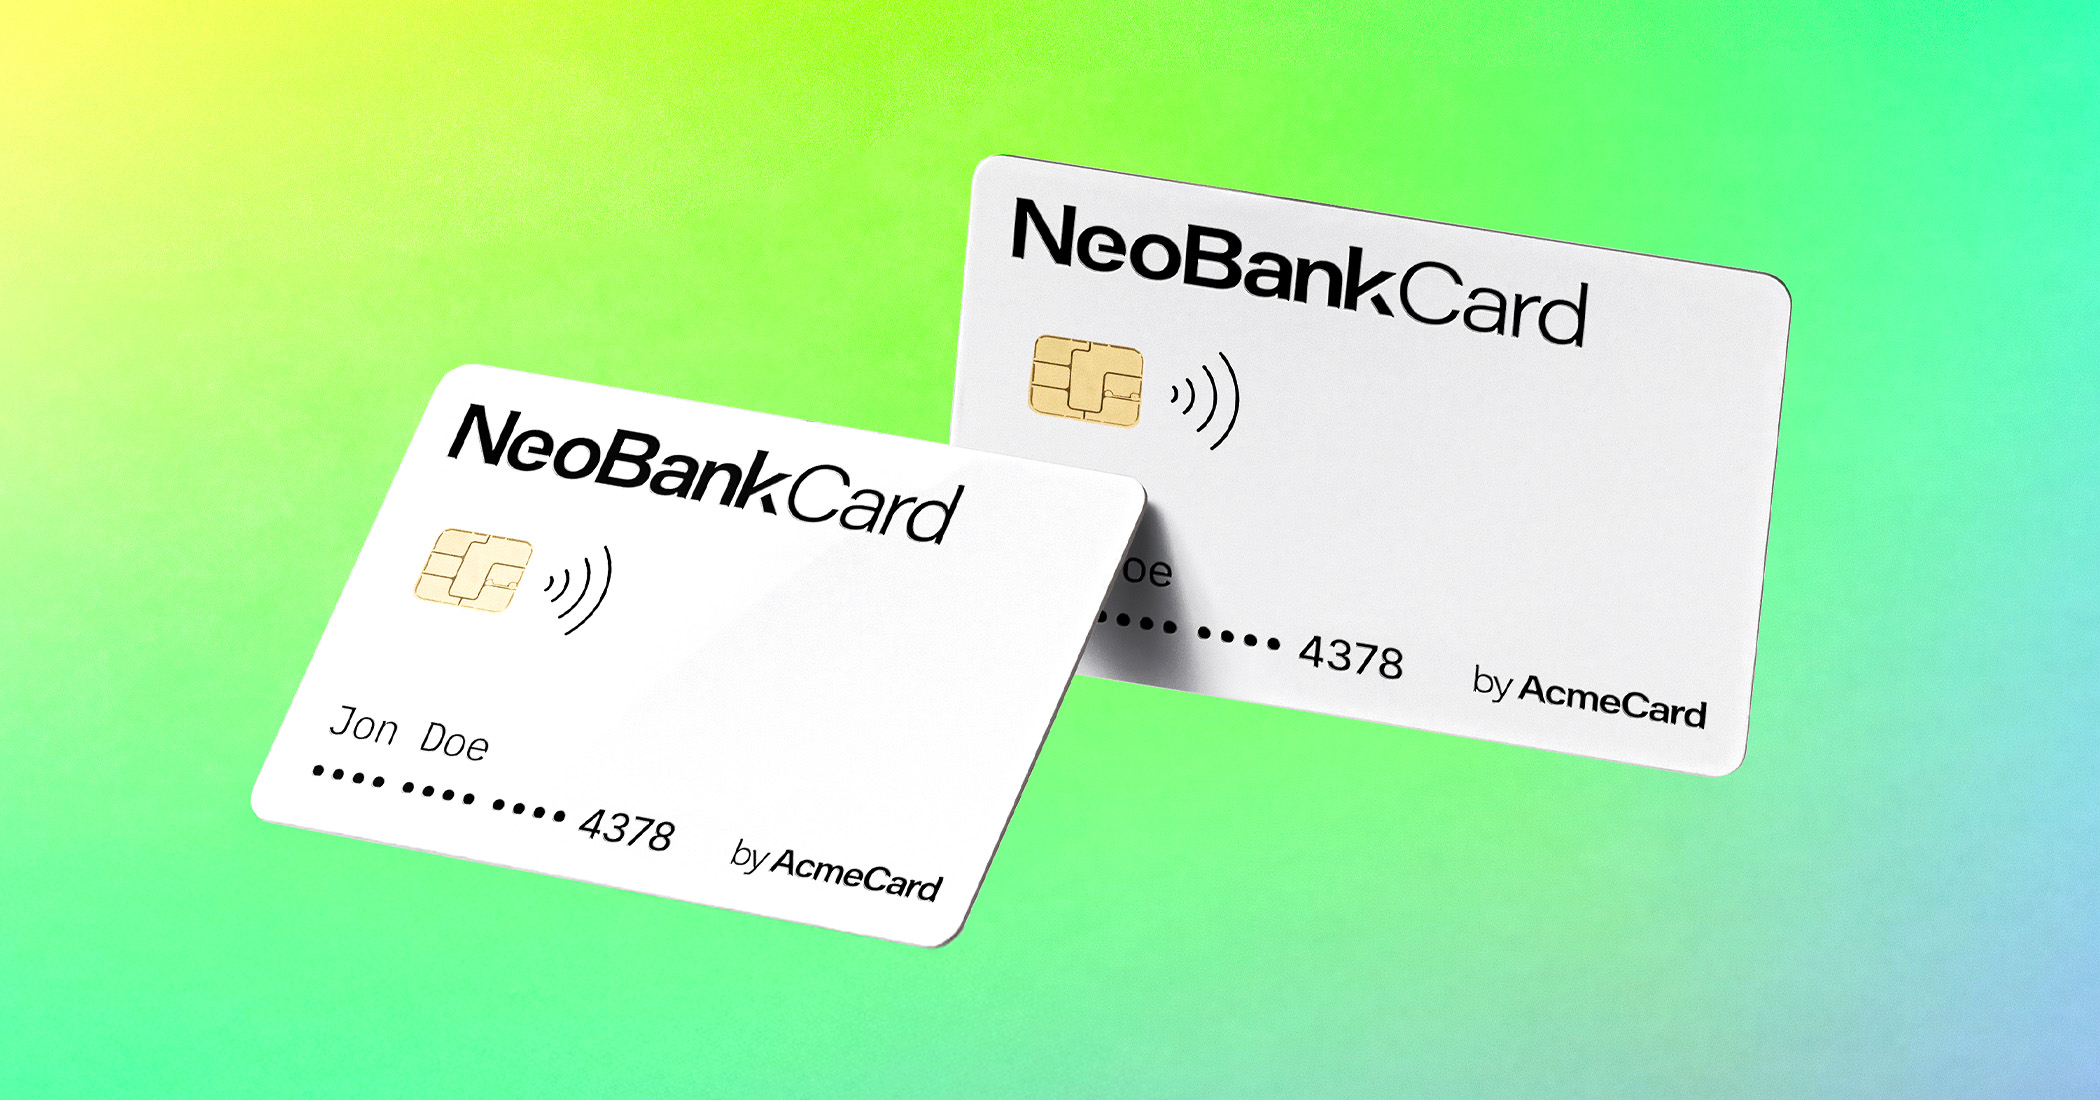 NeoBankCard
Jon Doe
•••• •••• •••• 4378
by AcmeCard
NeoBankCard
oe
•••• •••• 4378
by AcmeCard